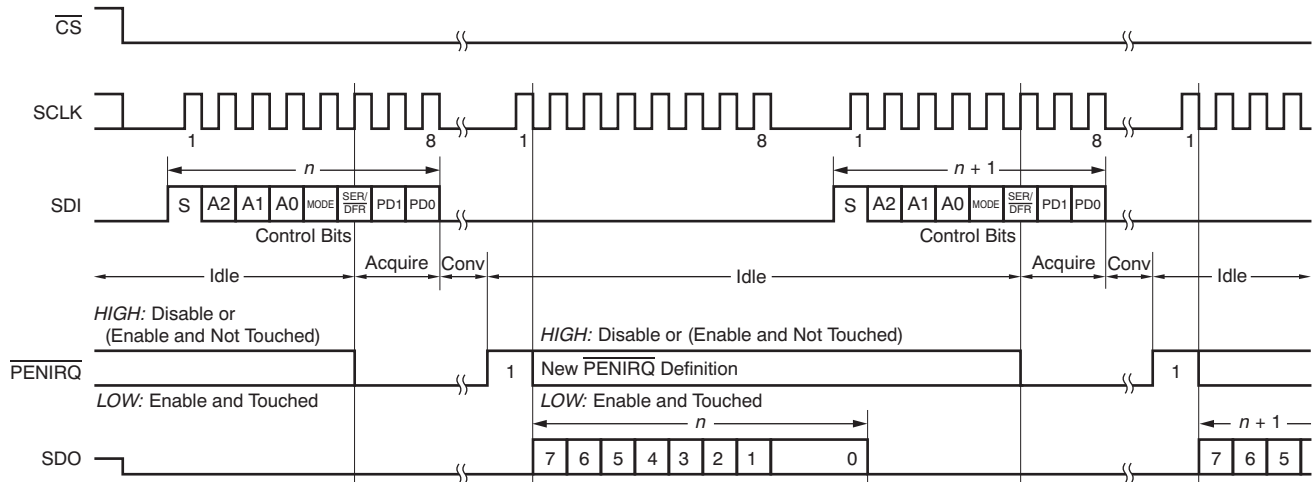 CS
SCLK
1 8 1 8 1 8 1
n n + 1
SDI
S A2 A1 A0 MODE SER/DFR PD1 PD0 S A2 A1 A0 MODE SER/DFR PD1 PD0
Control Bits Control Bits
Idle Acquire Conv Idle Acquire Conv Idle
HIGH: Disable or
(Enable and Not Touched)
HIGH: Disable or (Enable and Not Touched)
PENIRQ
1 New PENIRQ Definition 1
LOW: Enable and Touched LOW: Enable and Touched
n n + 1
SDO
7 6 5 4 3 2 1 0 7 6 5